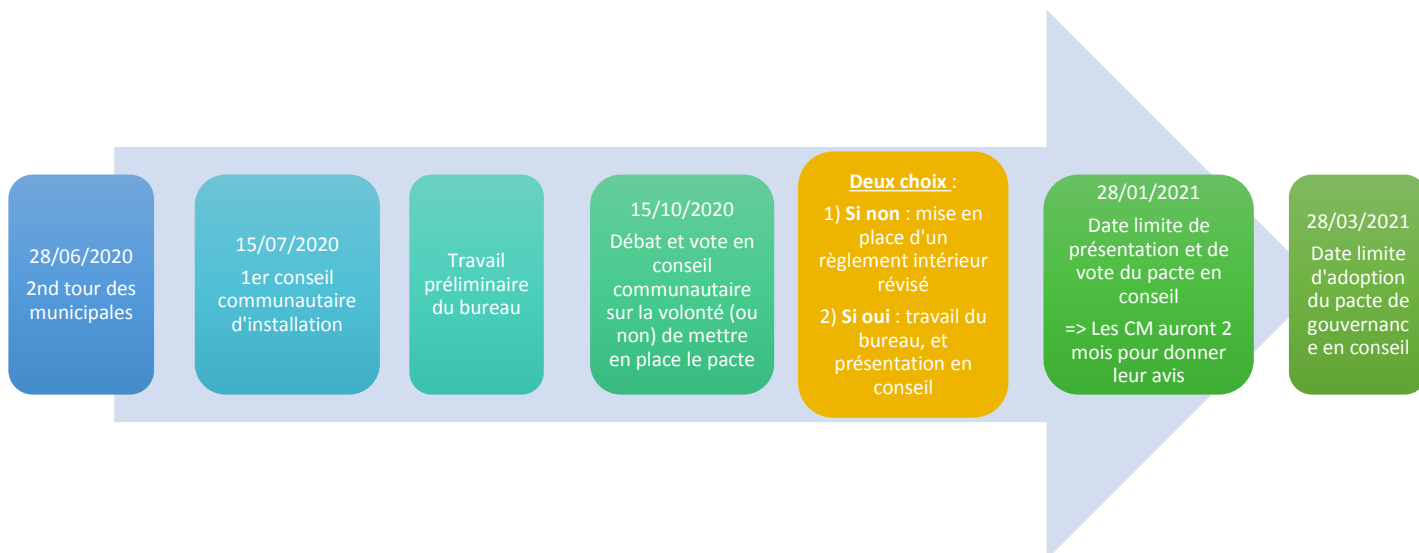 28/06/2020
2nd tour des
municipales
15/07/2020
1er conseil
communautaire
d'installation
Travail
préliminaire
du bureau
15/10/2020
Débat et vote en
conseil
communautaire
sur la volonté (ou
non) de mettre
en place le pacte
Deux choix :
1) Si non : mise en
place d'un
règlement intérieur
révisé
2) Si oui : travail du
bureau, et
présentation en
conseil
28/01/2021
Date limite de
présentation et de
vote du pacte en
conseil
=> Les CM auront 2
mois pour donner
leur avis
28/03/2021
Date limite
d'adoption
du pacte de
gouvernanc
e en conseil